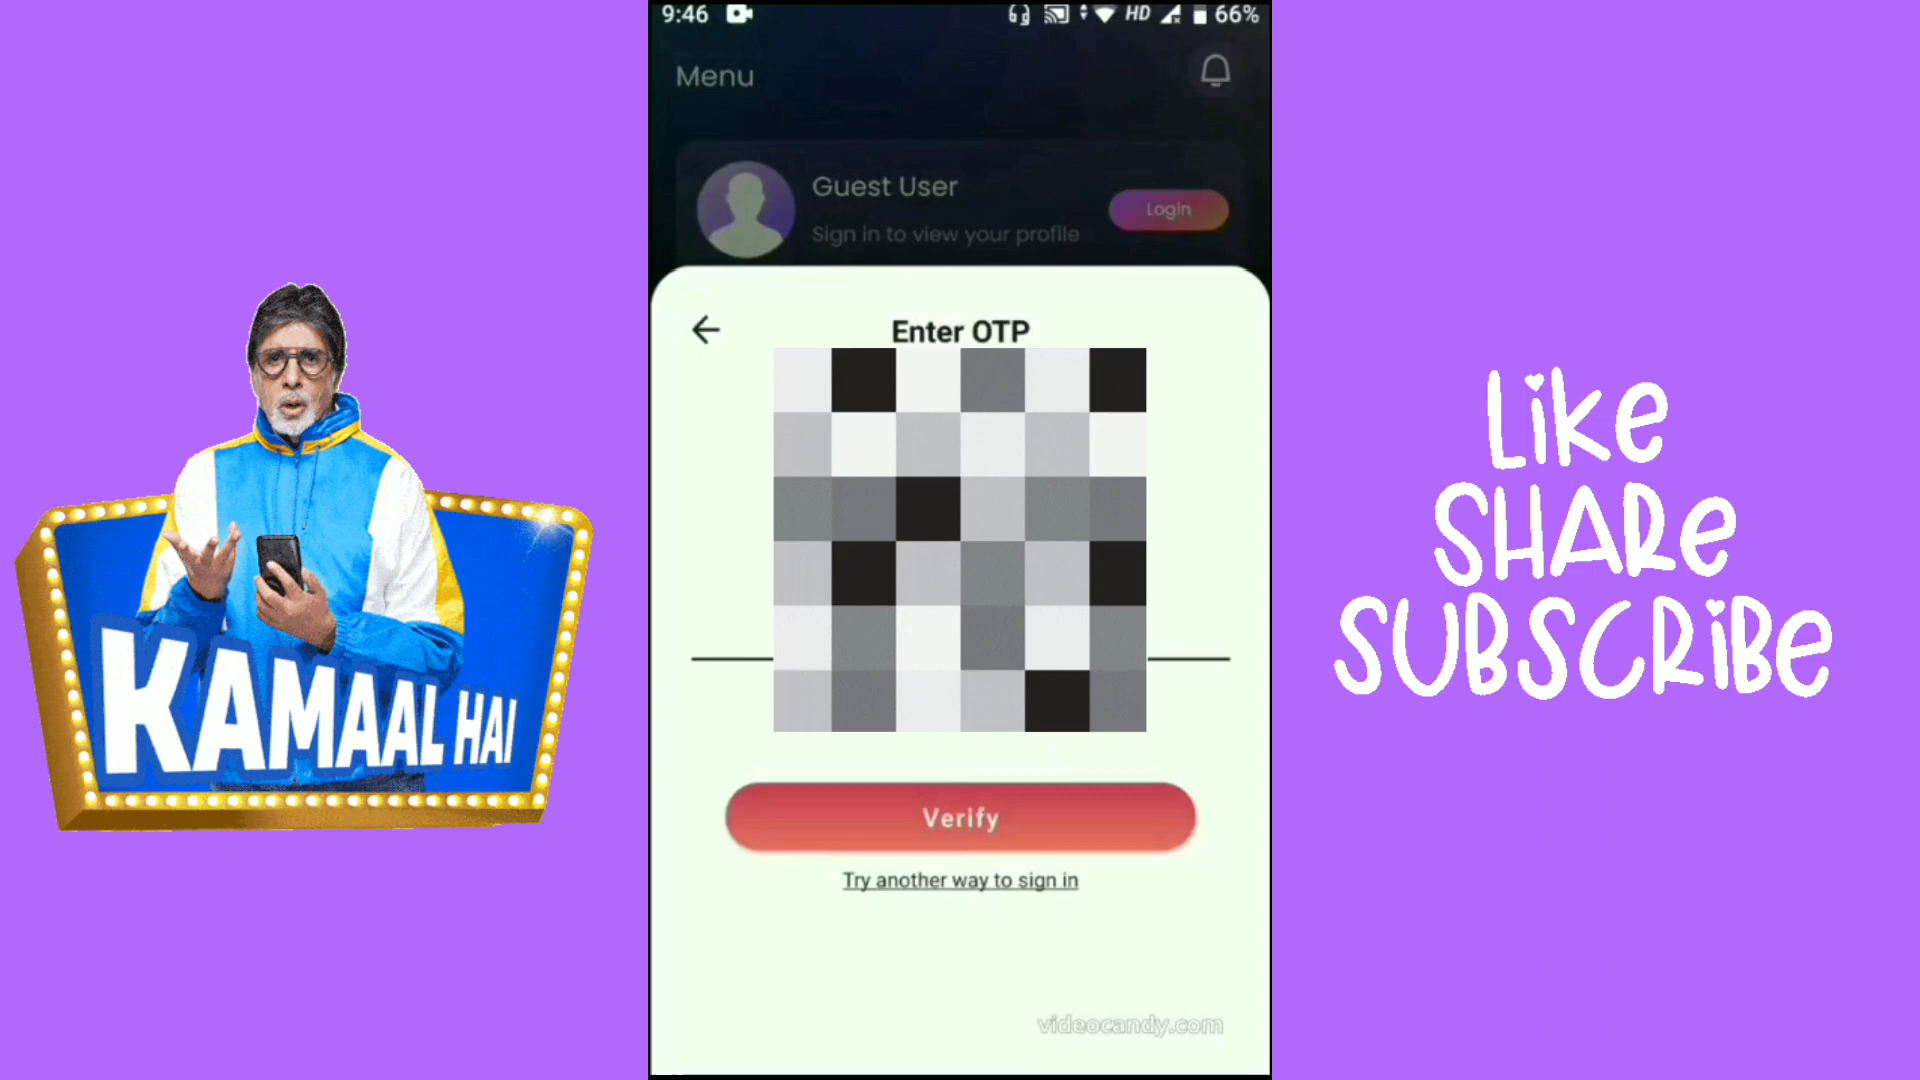 9:46 HD 66%
Menu
Guest User
Login
Sign in to view your profile
Enter OTP
Verify
Try another way to sign in
videocandy.com
KAMAAL HAI
LIKE
SHARE
SUBSCRIBE